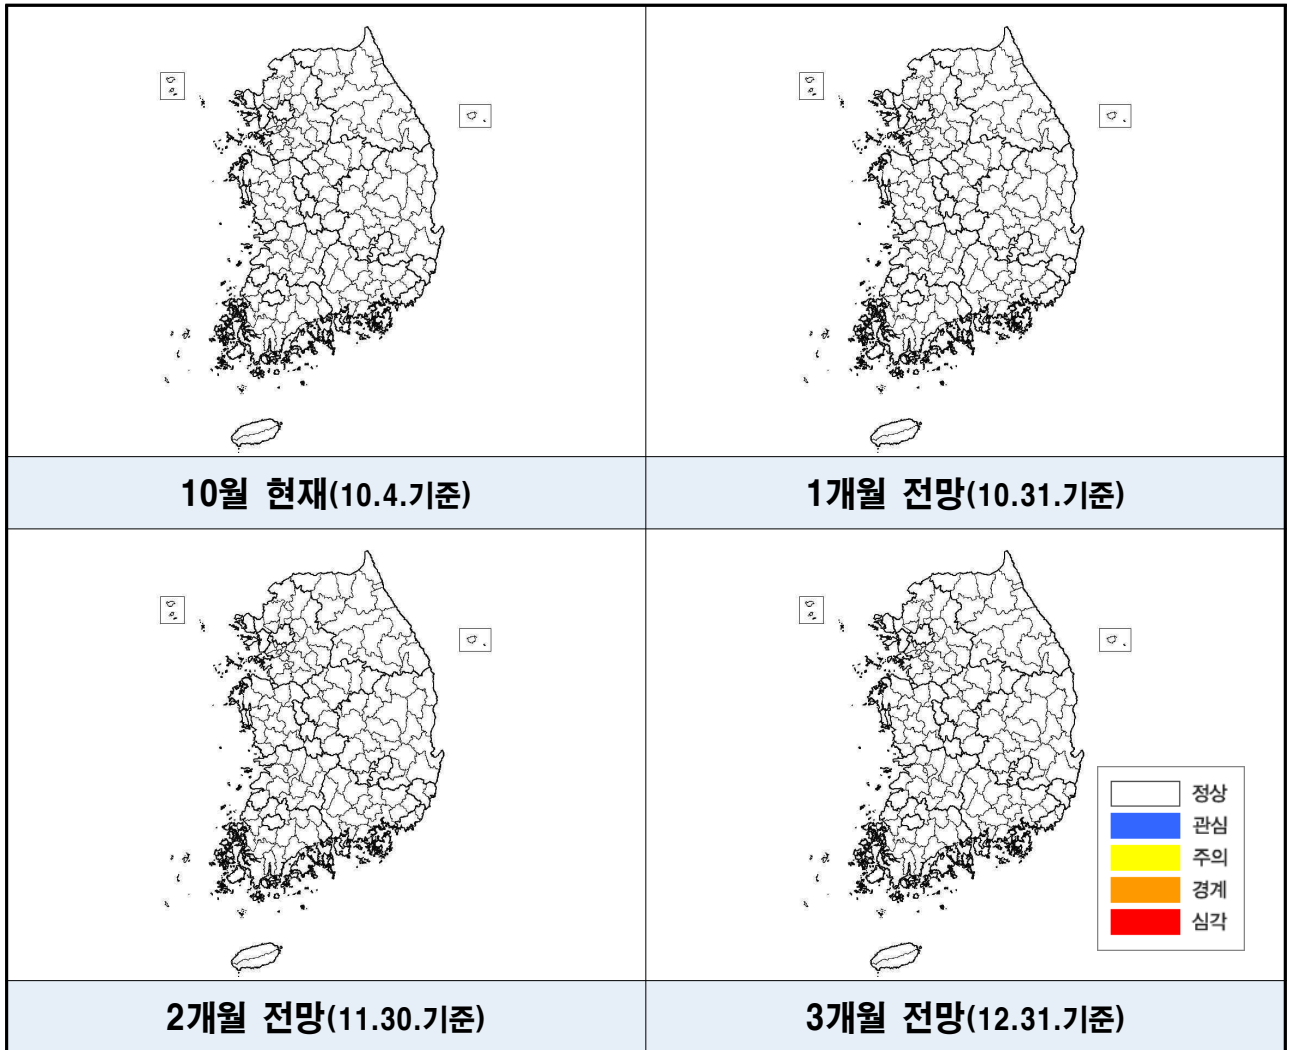 10월 현재(10.4.기준)
1개월 전망(10.31.기준)
정상
관심
주의
경계
심각
2개월 전망(11.30.기준)
3개월 전망(12.31.기준)